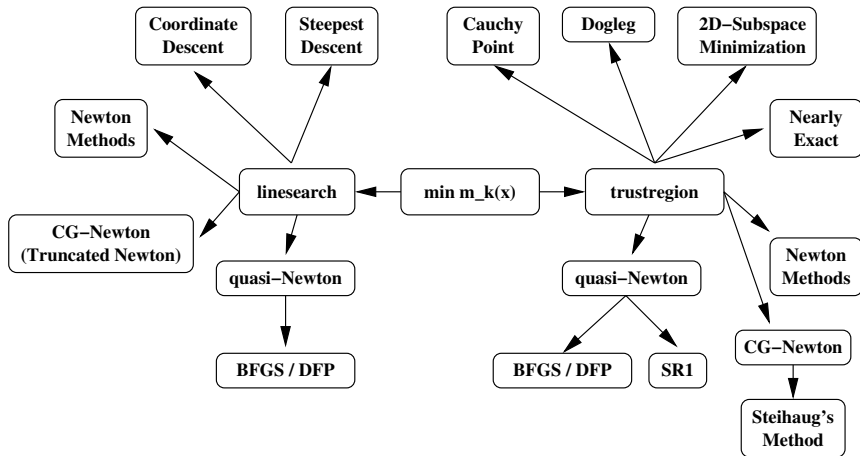 Coordinate
Descent
Steepest
Descent
Cauchy
Point
Dogleg
2D−Subspace
Minimization
Newton
Methods
Nearly
Exact
linesearch
min m_k(x)
trustregion
CG−Newton
(Truncated Newton)
quasi−Newton
quasi−Newton
Newton
Methods
BFGS / DFP
BFGS / DFP
SR1
CG−Newton
Steihaug's
Method